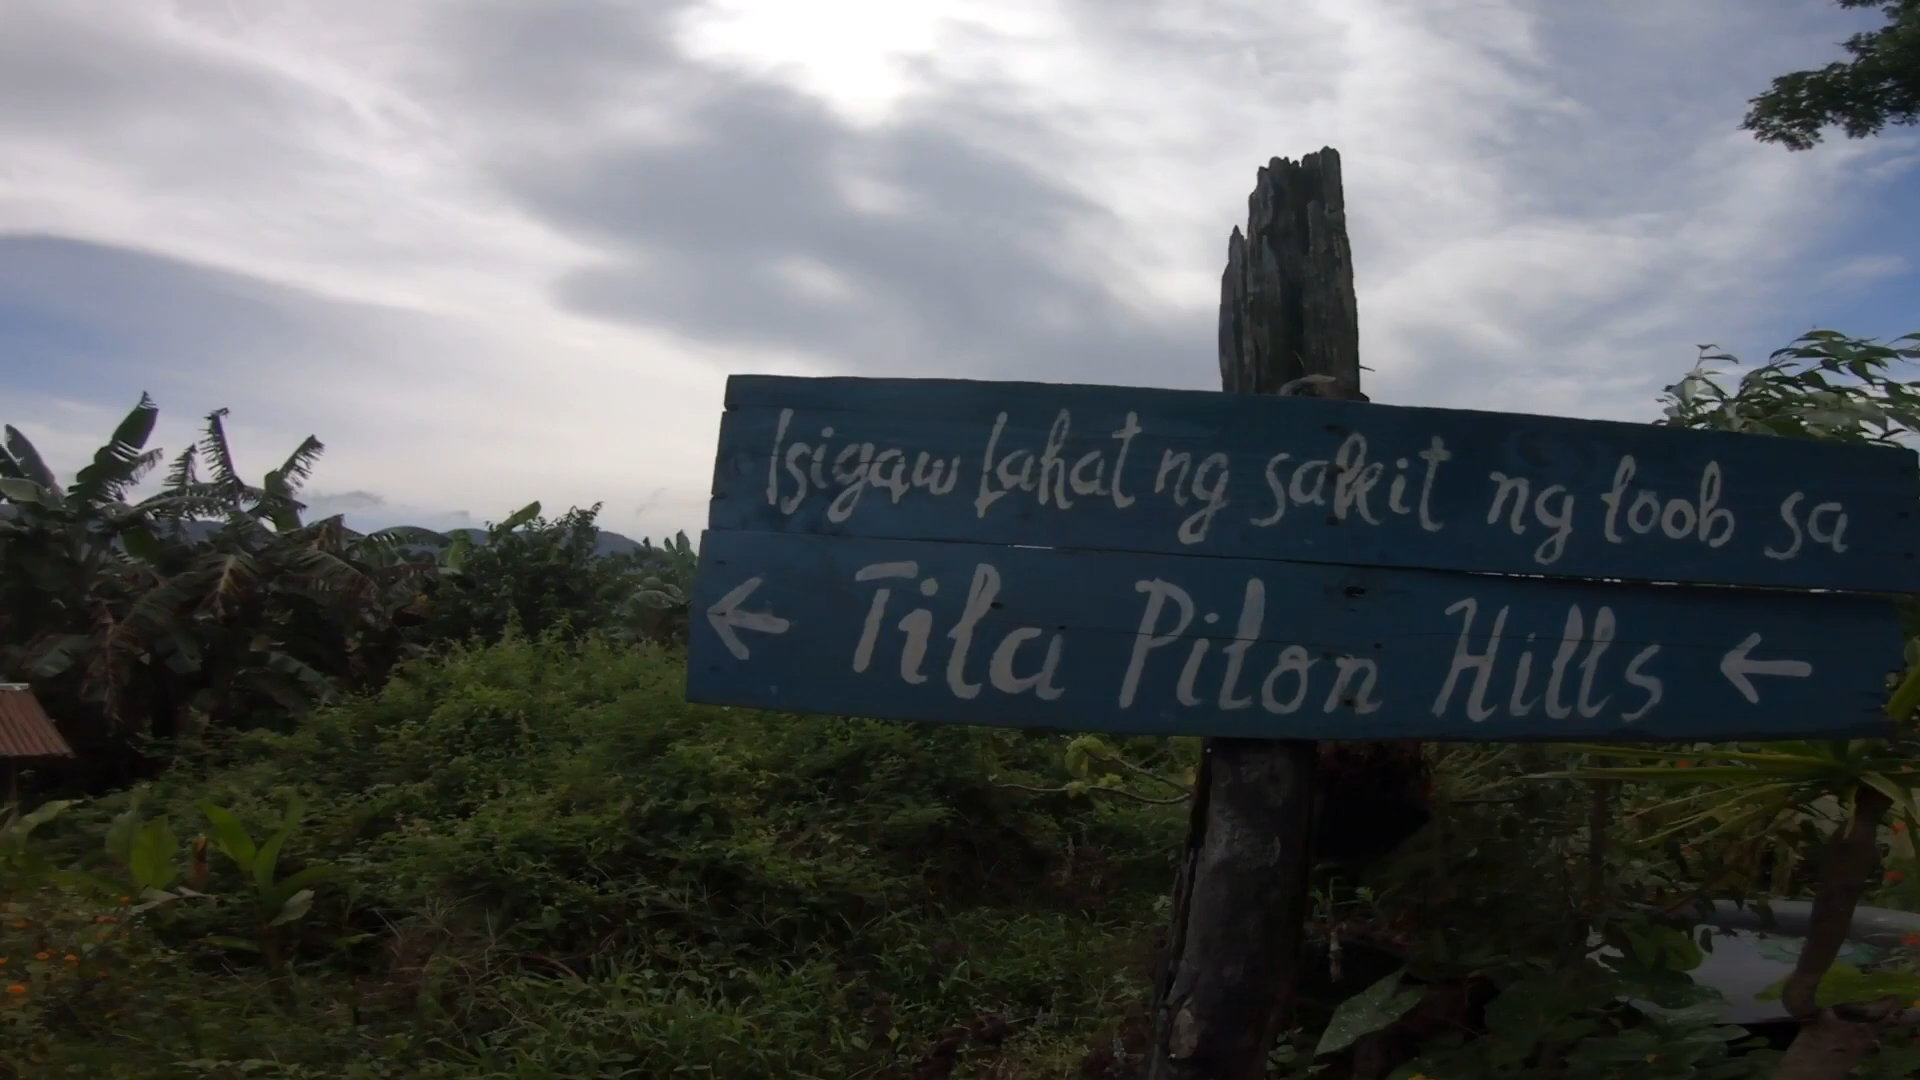 Isigaw Lahat ng sakit ng loob sa
← Tila Pilon Hills ←